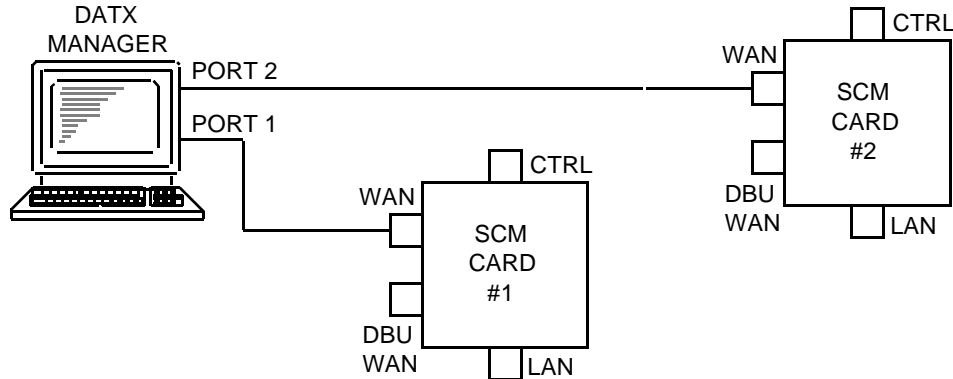 DATX
MANAGER
PORT 2
PORT 1
CTRL
WAN
SCM
CARD
#2
DBU
WAN
LAN
CTRL
WAN
SCM
CARD
#1
DBU
WAN
LAN